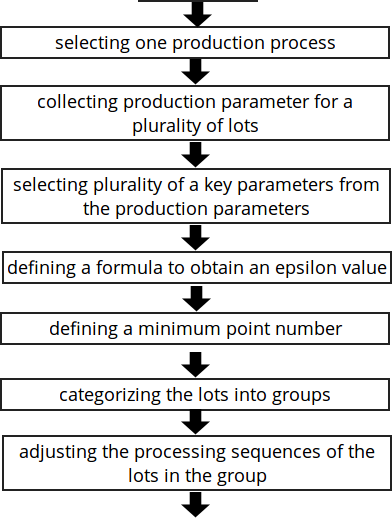 selecting one production process
collecting production parameter for a
plurality of lots
selecting plurality of a key parameters from
the production parameters
defining a formula to obtain an epsilon value
defining a minimum point number
categorizing the lots into groups
adjusting the processing sequences of the
lots in the group